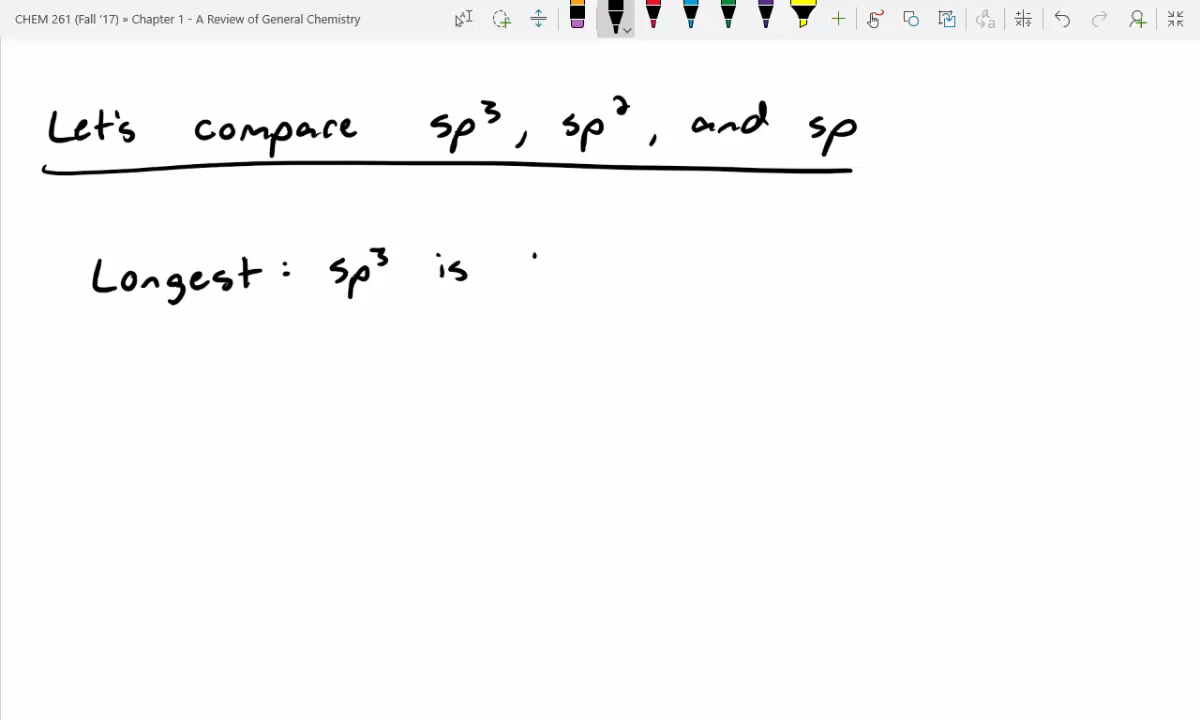 CHEM 261 (Fall '17) » Chapter 1 - A Review of General Chemistry
Let's compare sp³, sp², and sp
Longest: sp³ is